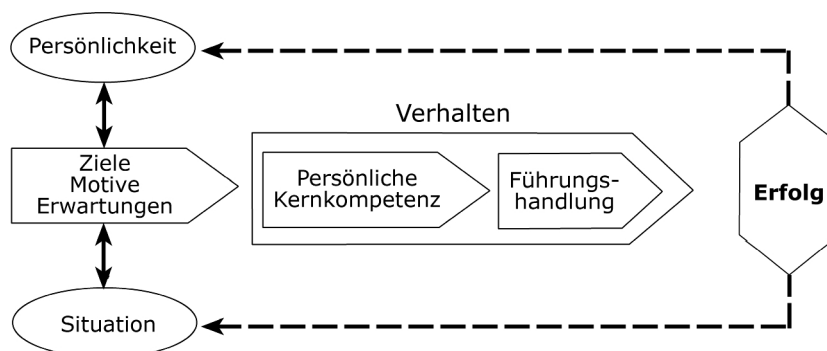 Persönlichkeit
Verhalten
Ziele
Motive
Erwartungen
Persönliche
Kernkompetenz
Führungs-
handlung
Erfolg
Situation